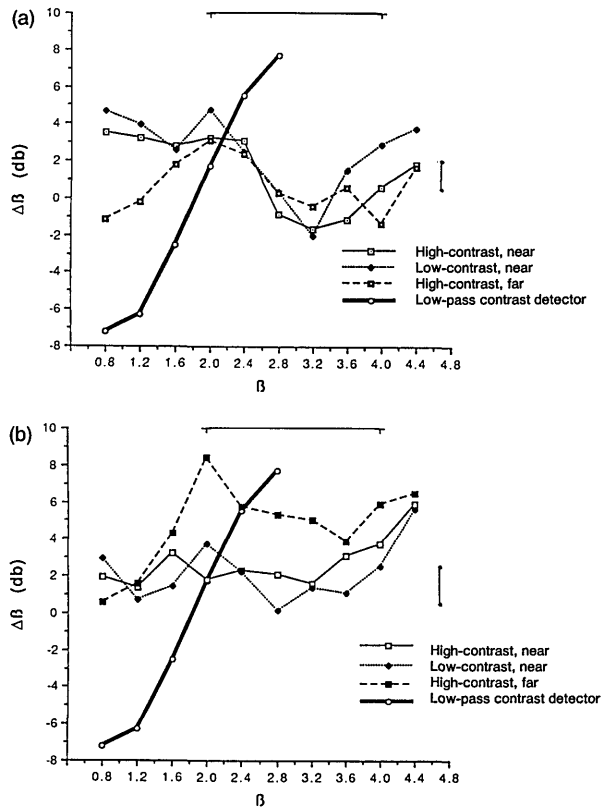 (a)
10
8
6
4
2
0
-2
-4
-6
-8
Δß (db)
High-contrast, near
Low-contrast, near
High-contrast, far
Low-pass contrast detector
0.8 1.2 1.6 2.0 2.4 2.8 3.2 3.6 4.0 4.4 4.8
ß
(b)
10
8
6
4
2
0
-2
-4
-6
-8
Δß (db)
High-contrast, near
Low-contrast, near
High-contrast, far
Low-pass contrast detector
0.8 1.2 1.6 2.0 2.4 2.8 3.2 3.6 4.0 4.4 4.8
ß